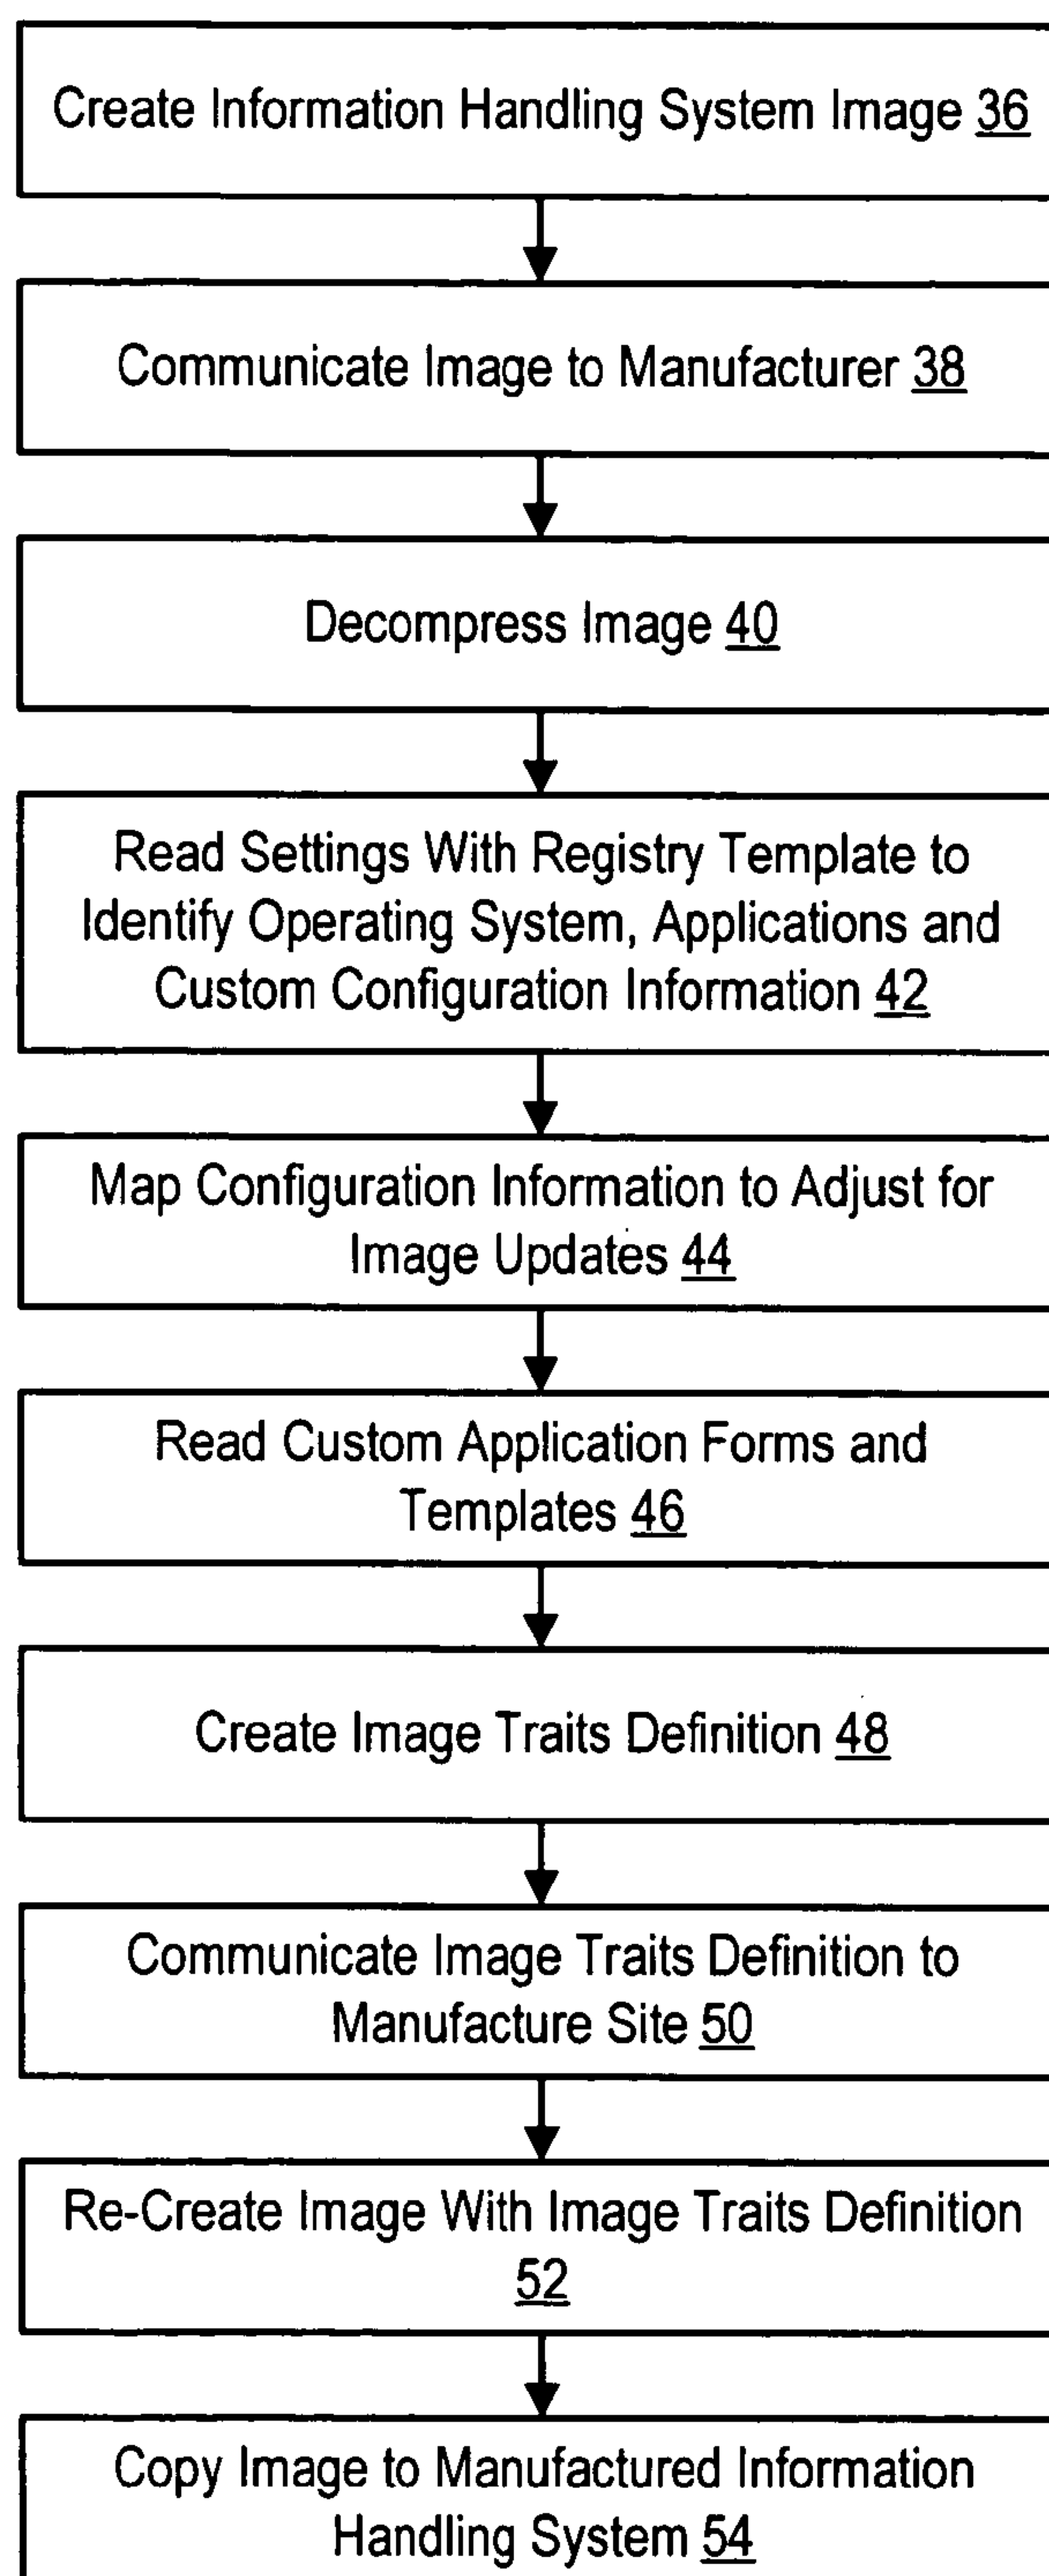 Create Information Handling System Image 36
Communicate Image to Manufacturer 38
Decompress Image 40
Read Settings With Registry Template to
Identify Operating System, Applications and
Custom Configuration Information 42
Map Configuration Information to Adjust for
Image Updates 44
Read Custom Application Forms and
Templates 46
Create Image Traits Definition 48
Communicate Image Traits Definition to
Manufacture Site 50
Re-Create Image With Image Traits Definition
52
Copy Image to Manufactured Information
Handling System 54